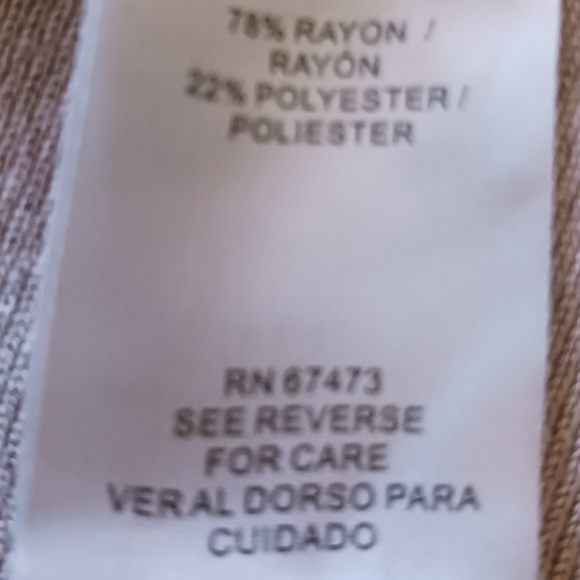 78% RAYON /
RAYÓN
22% POLYESTER /
POLIESTER
RN 67473
SEE REVERSE
FOR CARE
VER AL DORSO PARA
CUIDADO